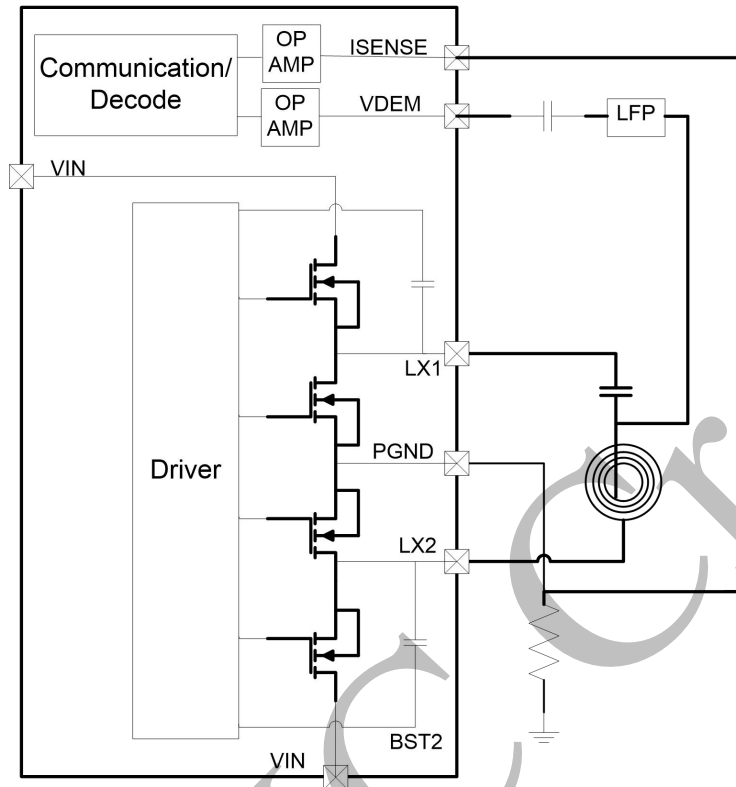 Communication/
Decode
OP
AMP
ISENSE
OP
AMP
VDEM
LFP
VIN
LX1
Driver
PGND
LX2
BST2
VIN